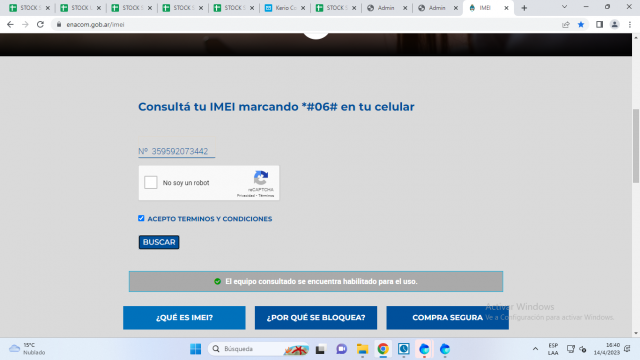 STOCK S
STOCK S
STOCK S
STOCK S
STOCK S
Kerio Co
STOCK S
Admin
Admin
IMEI
enacom.gob.ar/imei
Consultá tu IMEI marcando *#06# en tu celular
Nº 359592073442
No soy un robot
reCAPTCHA
Privacidad - Términos
ACEPTO TERMINOS Y CONDICIONES
BUSCAR
El equipo consultado se encuentra habilitado para el uso.
Activar Windows
Ve a Configuración para activar Windows.
¿QUÉ ES IMEI?
¿POR QUÉ SE BLOQUEA?
COMPRA SEGURA
15°C
Nublado
Búsqueda
ESP
LAA
16:40
14/4/2023